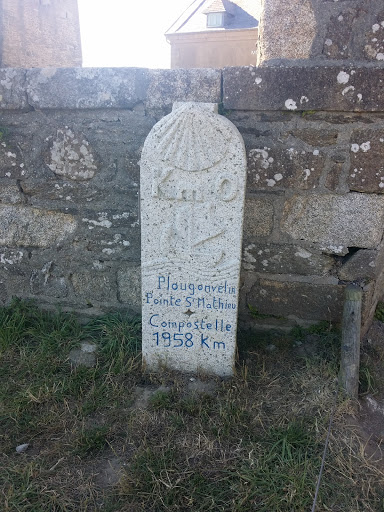 Km 0
Plougonvelin
Pointe St Mathieu
Compostelle
1958 Km